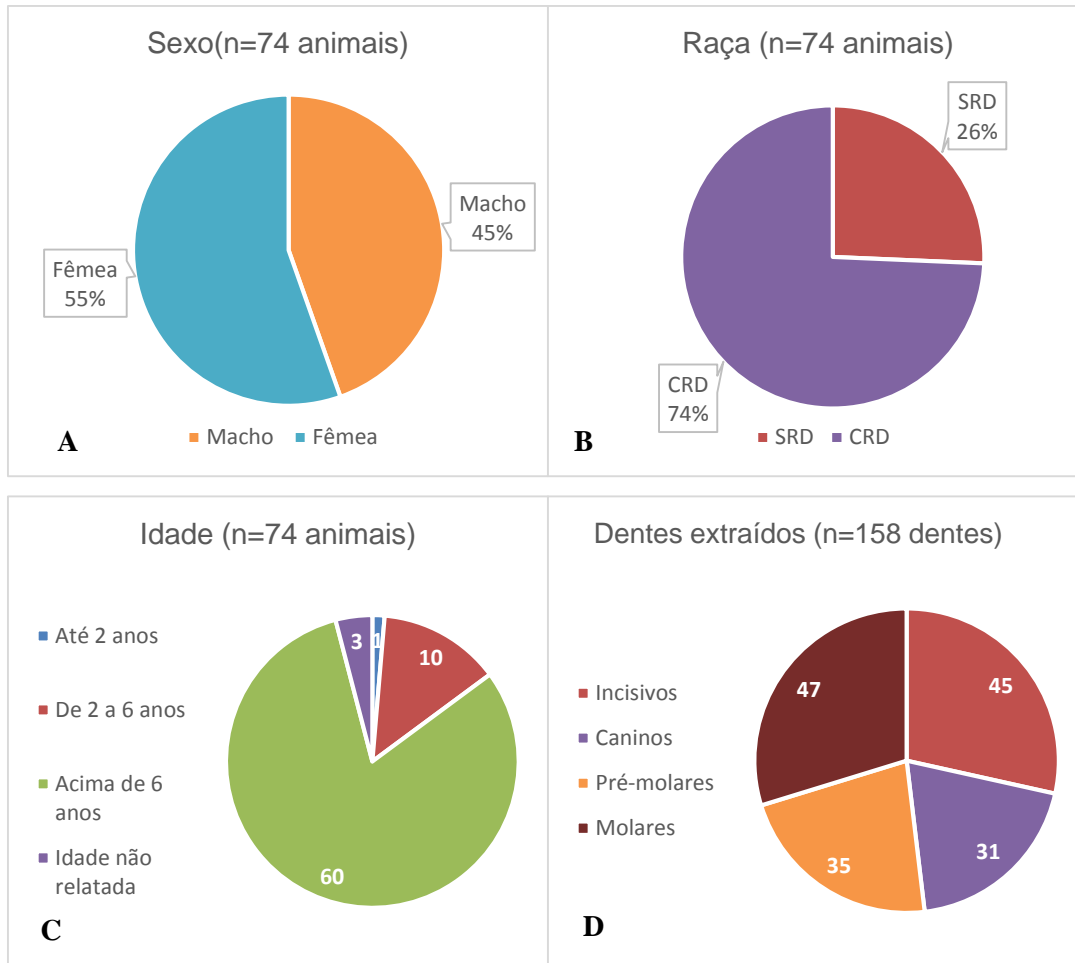 Sexo(n=74 animais)
Macho
45%
Fêmea
55%
Macho Fêmea
A
Raça (n=74 animais)
SRD
26%
CRD
74%
SRD CRD
B
Idade (n=74 animais)
Até 2 anos
De 2 a 6 anos
Acima de 6
anos
Idade não
relatada
3
1
10
60
C
Dentes extraídos (n=158 dentes)
Incisivos
Caninos
Pré-molares
Molares
47
45
35
31
D